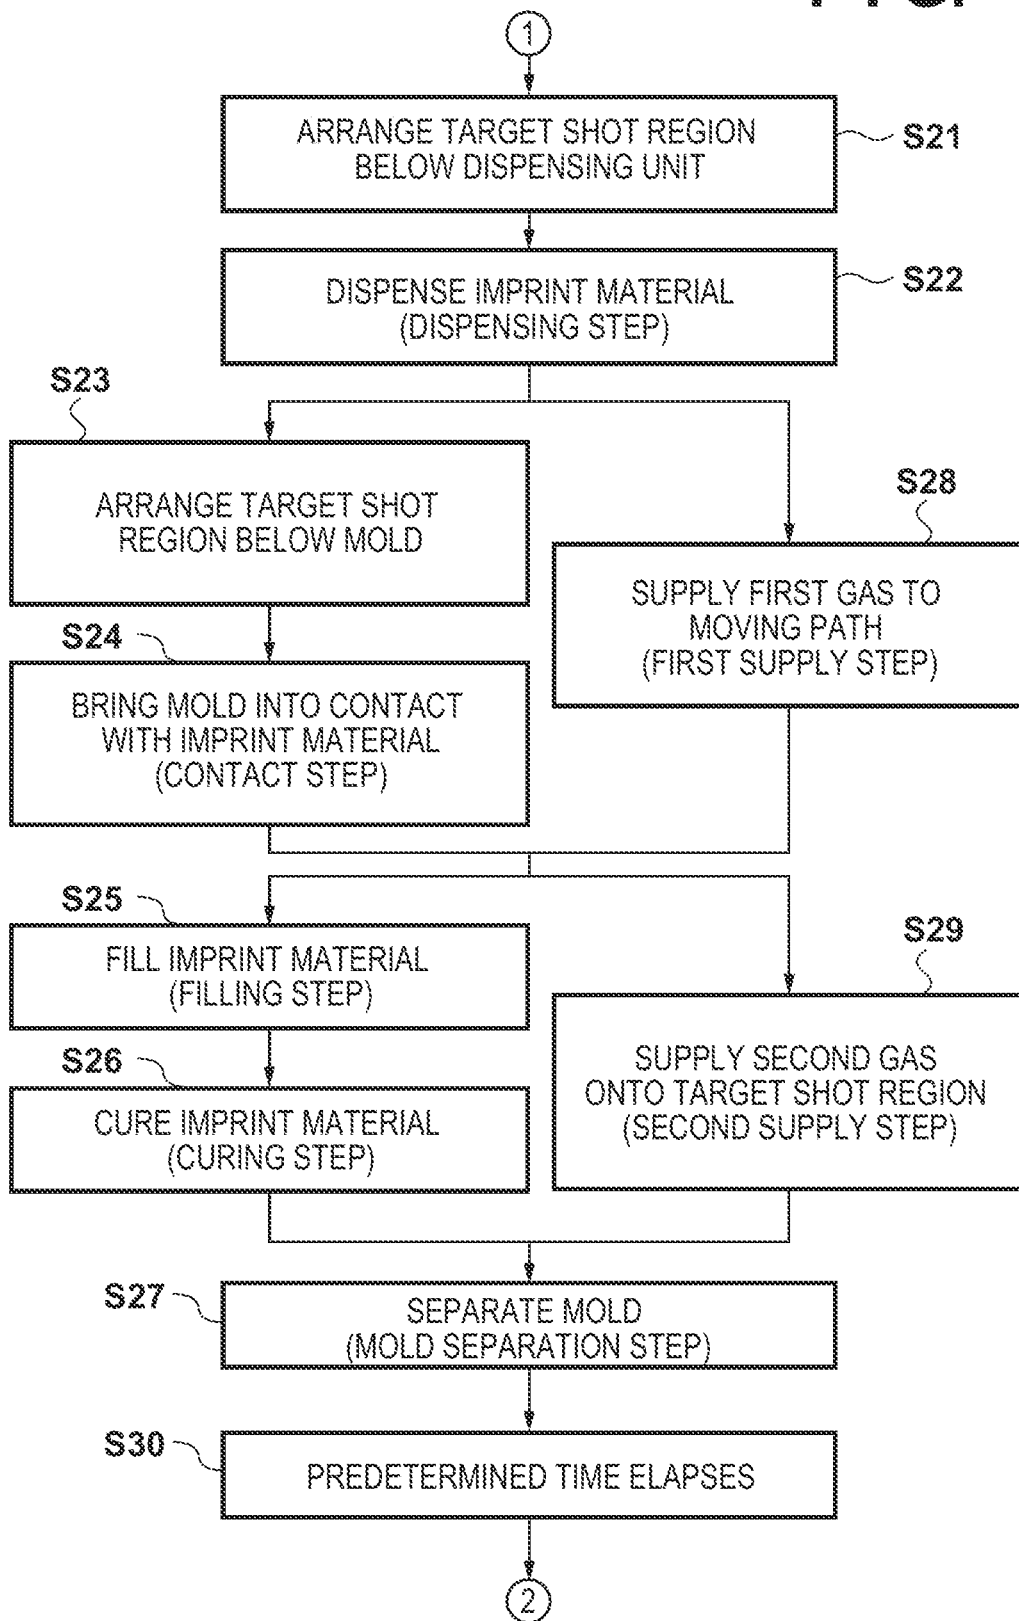 1
ARRANGE TARGET SHOT REGION
BELOW DISPENSING UNIT
S21
DISPENSE IMPRINT MATERIAL
(DISPENSING STEP)
S22
S23
ARRANGE TARGET SHOT
REGION BELOW MOLD
S28
SUPPLY FIRST GAS TO
MOVING PATH
(FIRST SUPPLY STEP)
S24
BRING MOLD INTO CONTACT
WITH IMPRINT MATERIAL
(CONTACT STEP)
S25
FILL IMPRINT MATERIAL
(FILLING STEP)
S29
SUPPLY SECOND GAS
ONTO TARGET SHOT REGION
(SECOND SUPPLY STEP)
S26
CURE IMPRINT MATERIAL
(CURING STEP)
S27
SEPARATE MOLD
(MOLD SEPARATION STEP)
S30
PREDETERMINED TIME ELAPSES
2